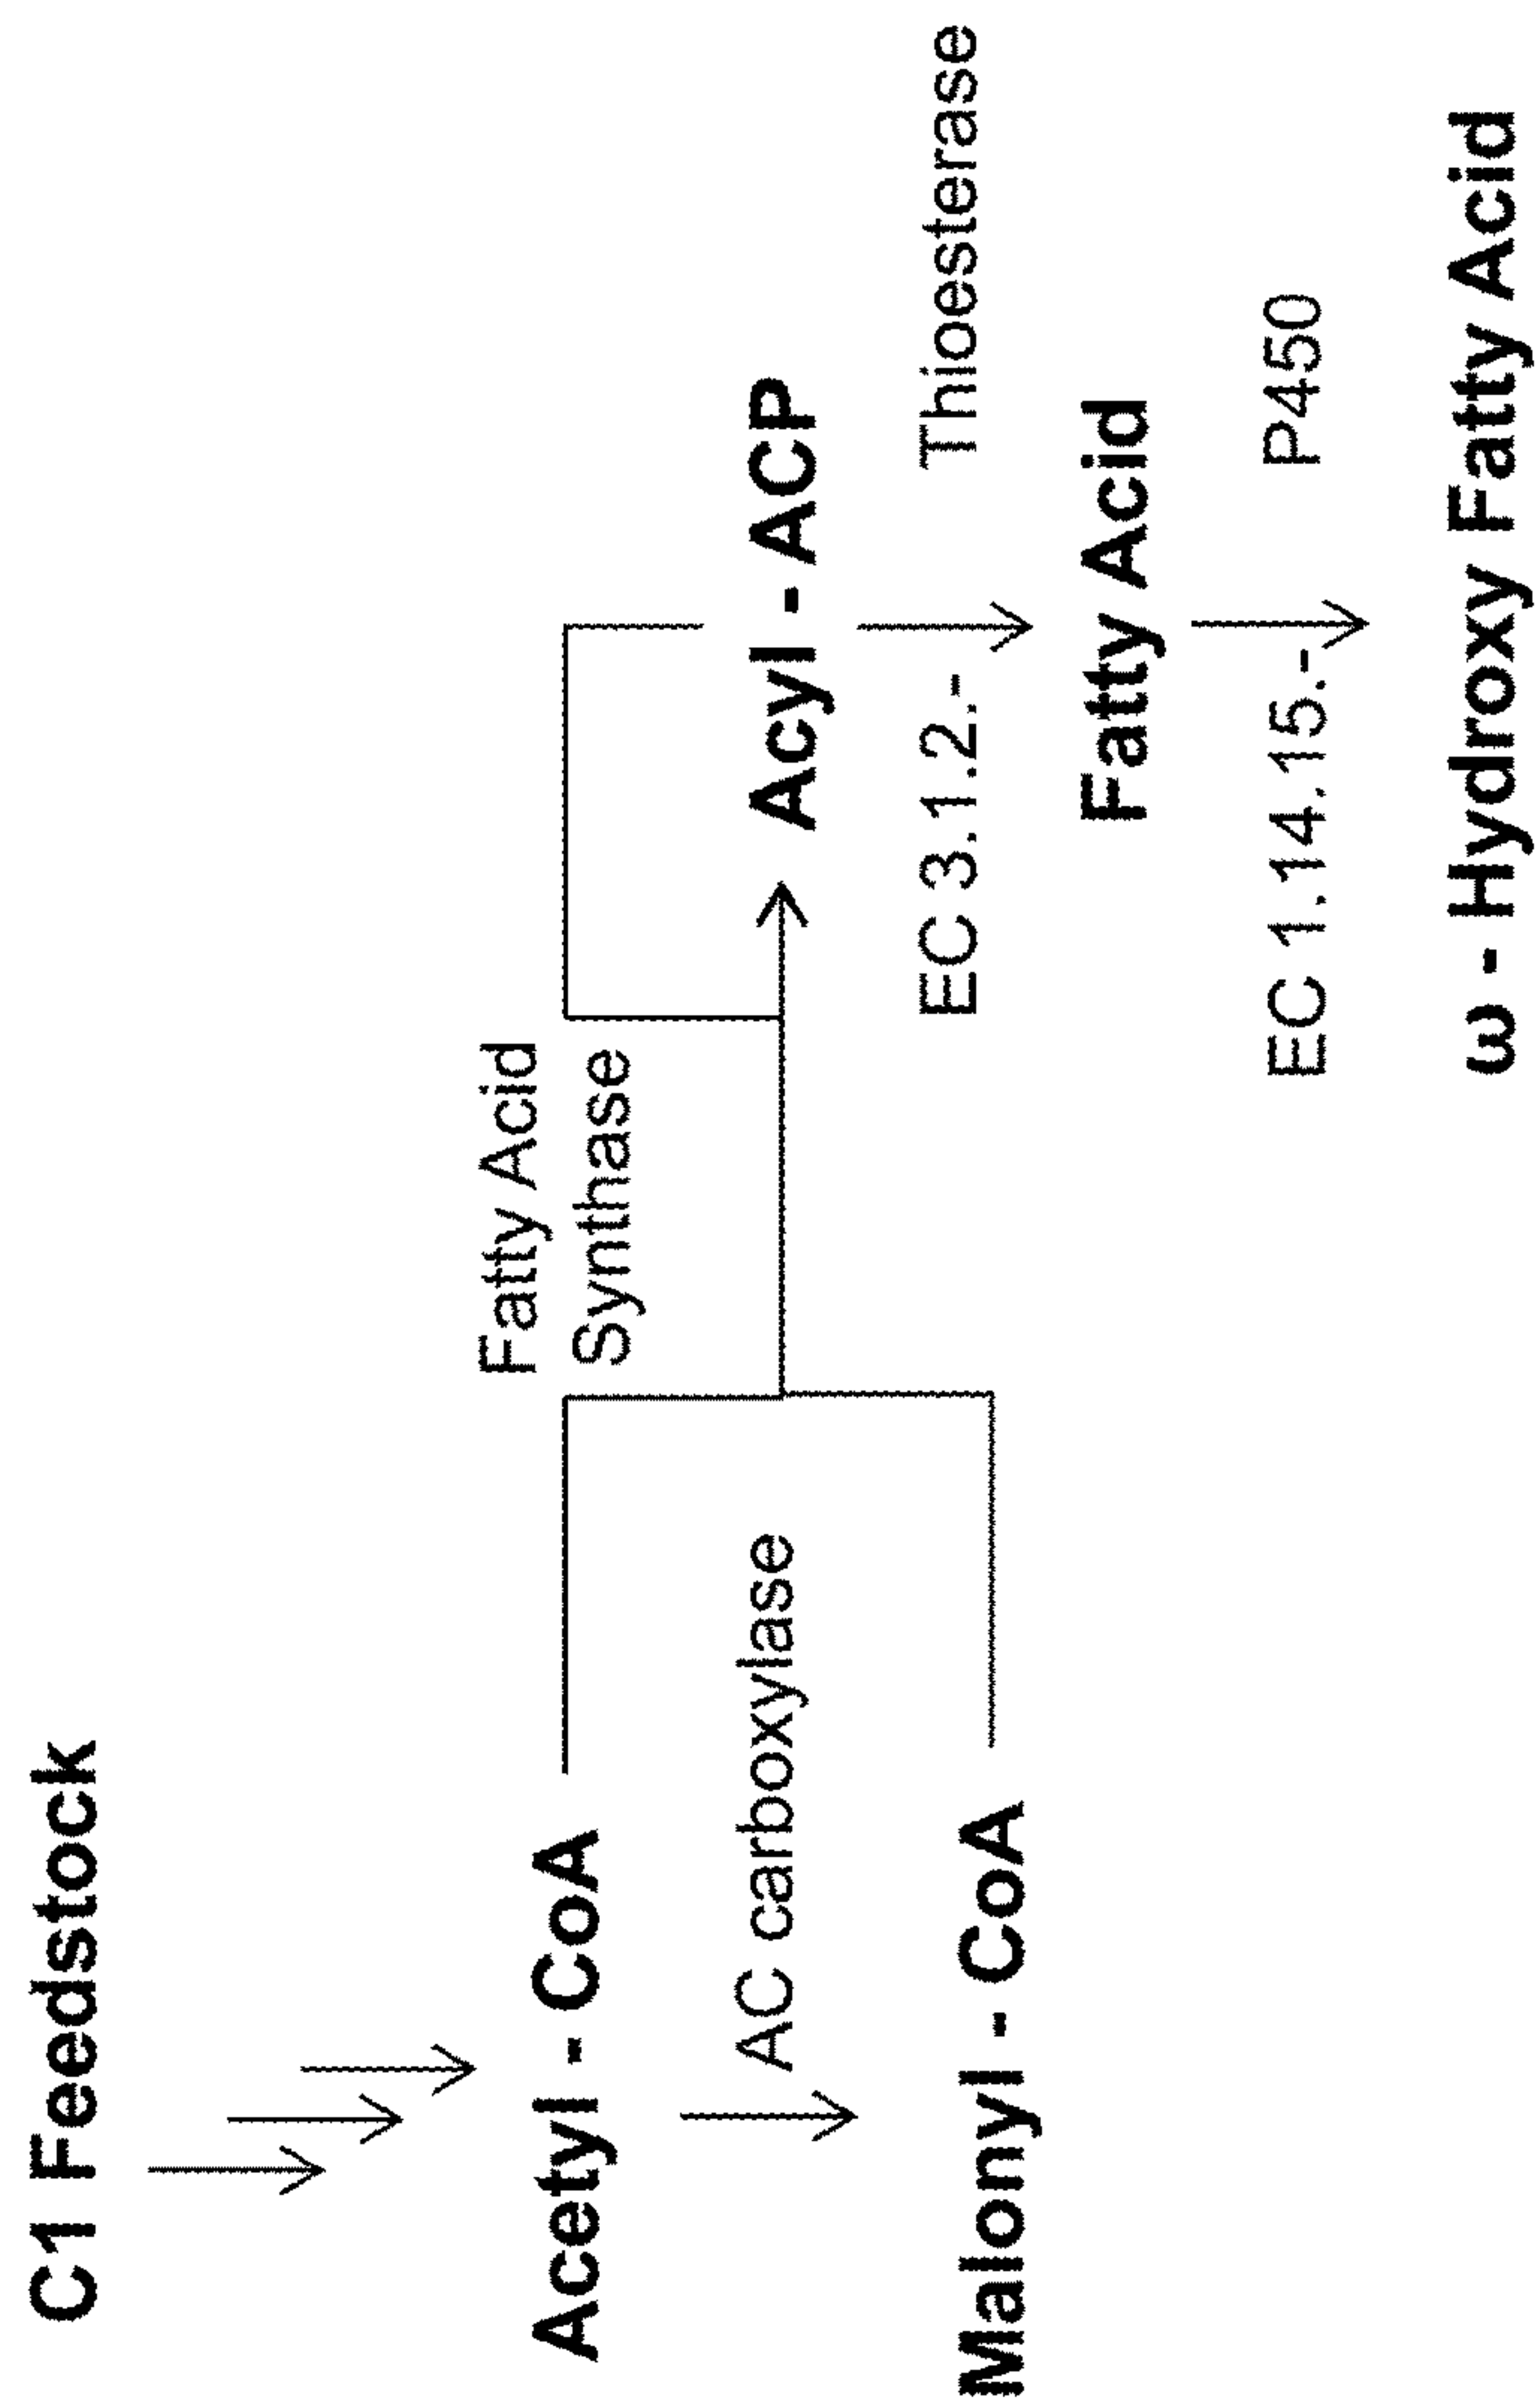 C1 Feedstock
Acetyl - CoA
AC carboxylase
Malonyl - CoA
Fatty Acid
Synthase
Acyl - ACP
EC 3.1.2.-
Thioesterase
Fatty Acid
EC 1.14.15.-
P450
ω - Hydroxy Fatty Acid